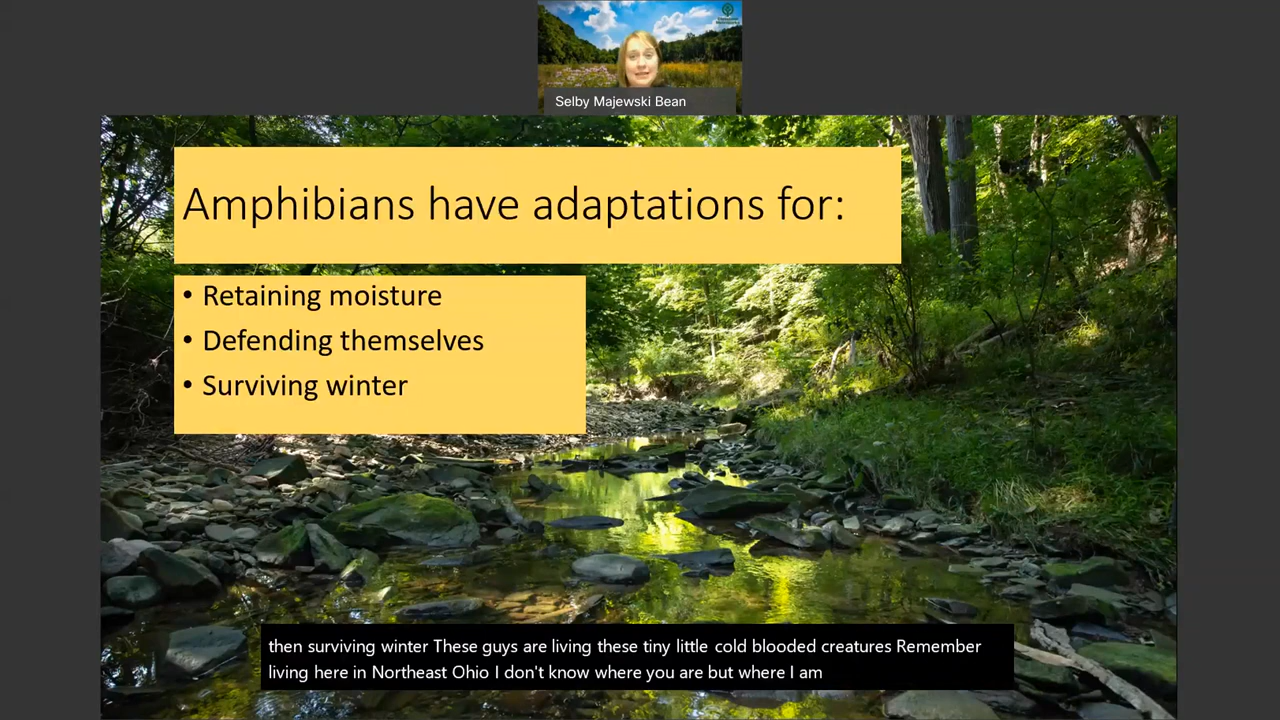 Selby Majewski Bean
Amphibians have adaptations for:
• Retaining moisture
• Defending themselves
• Surviving winter
then surviving winter These guys are living these tiny little cold blooded creatures Remember
living here in Northeast Ohio I don't know where you are but where I am